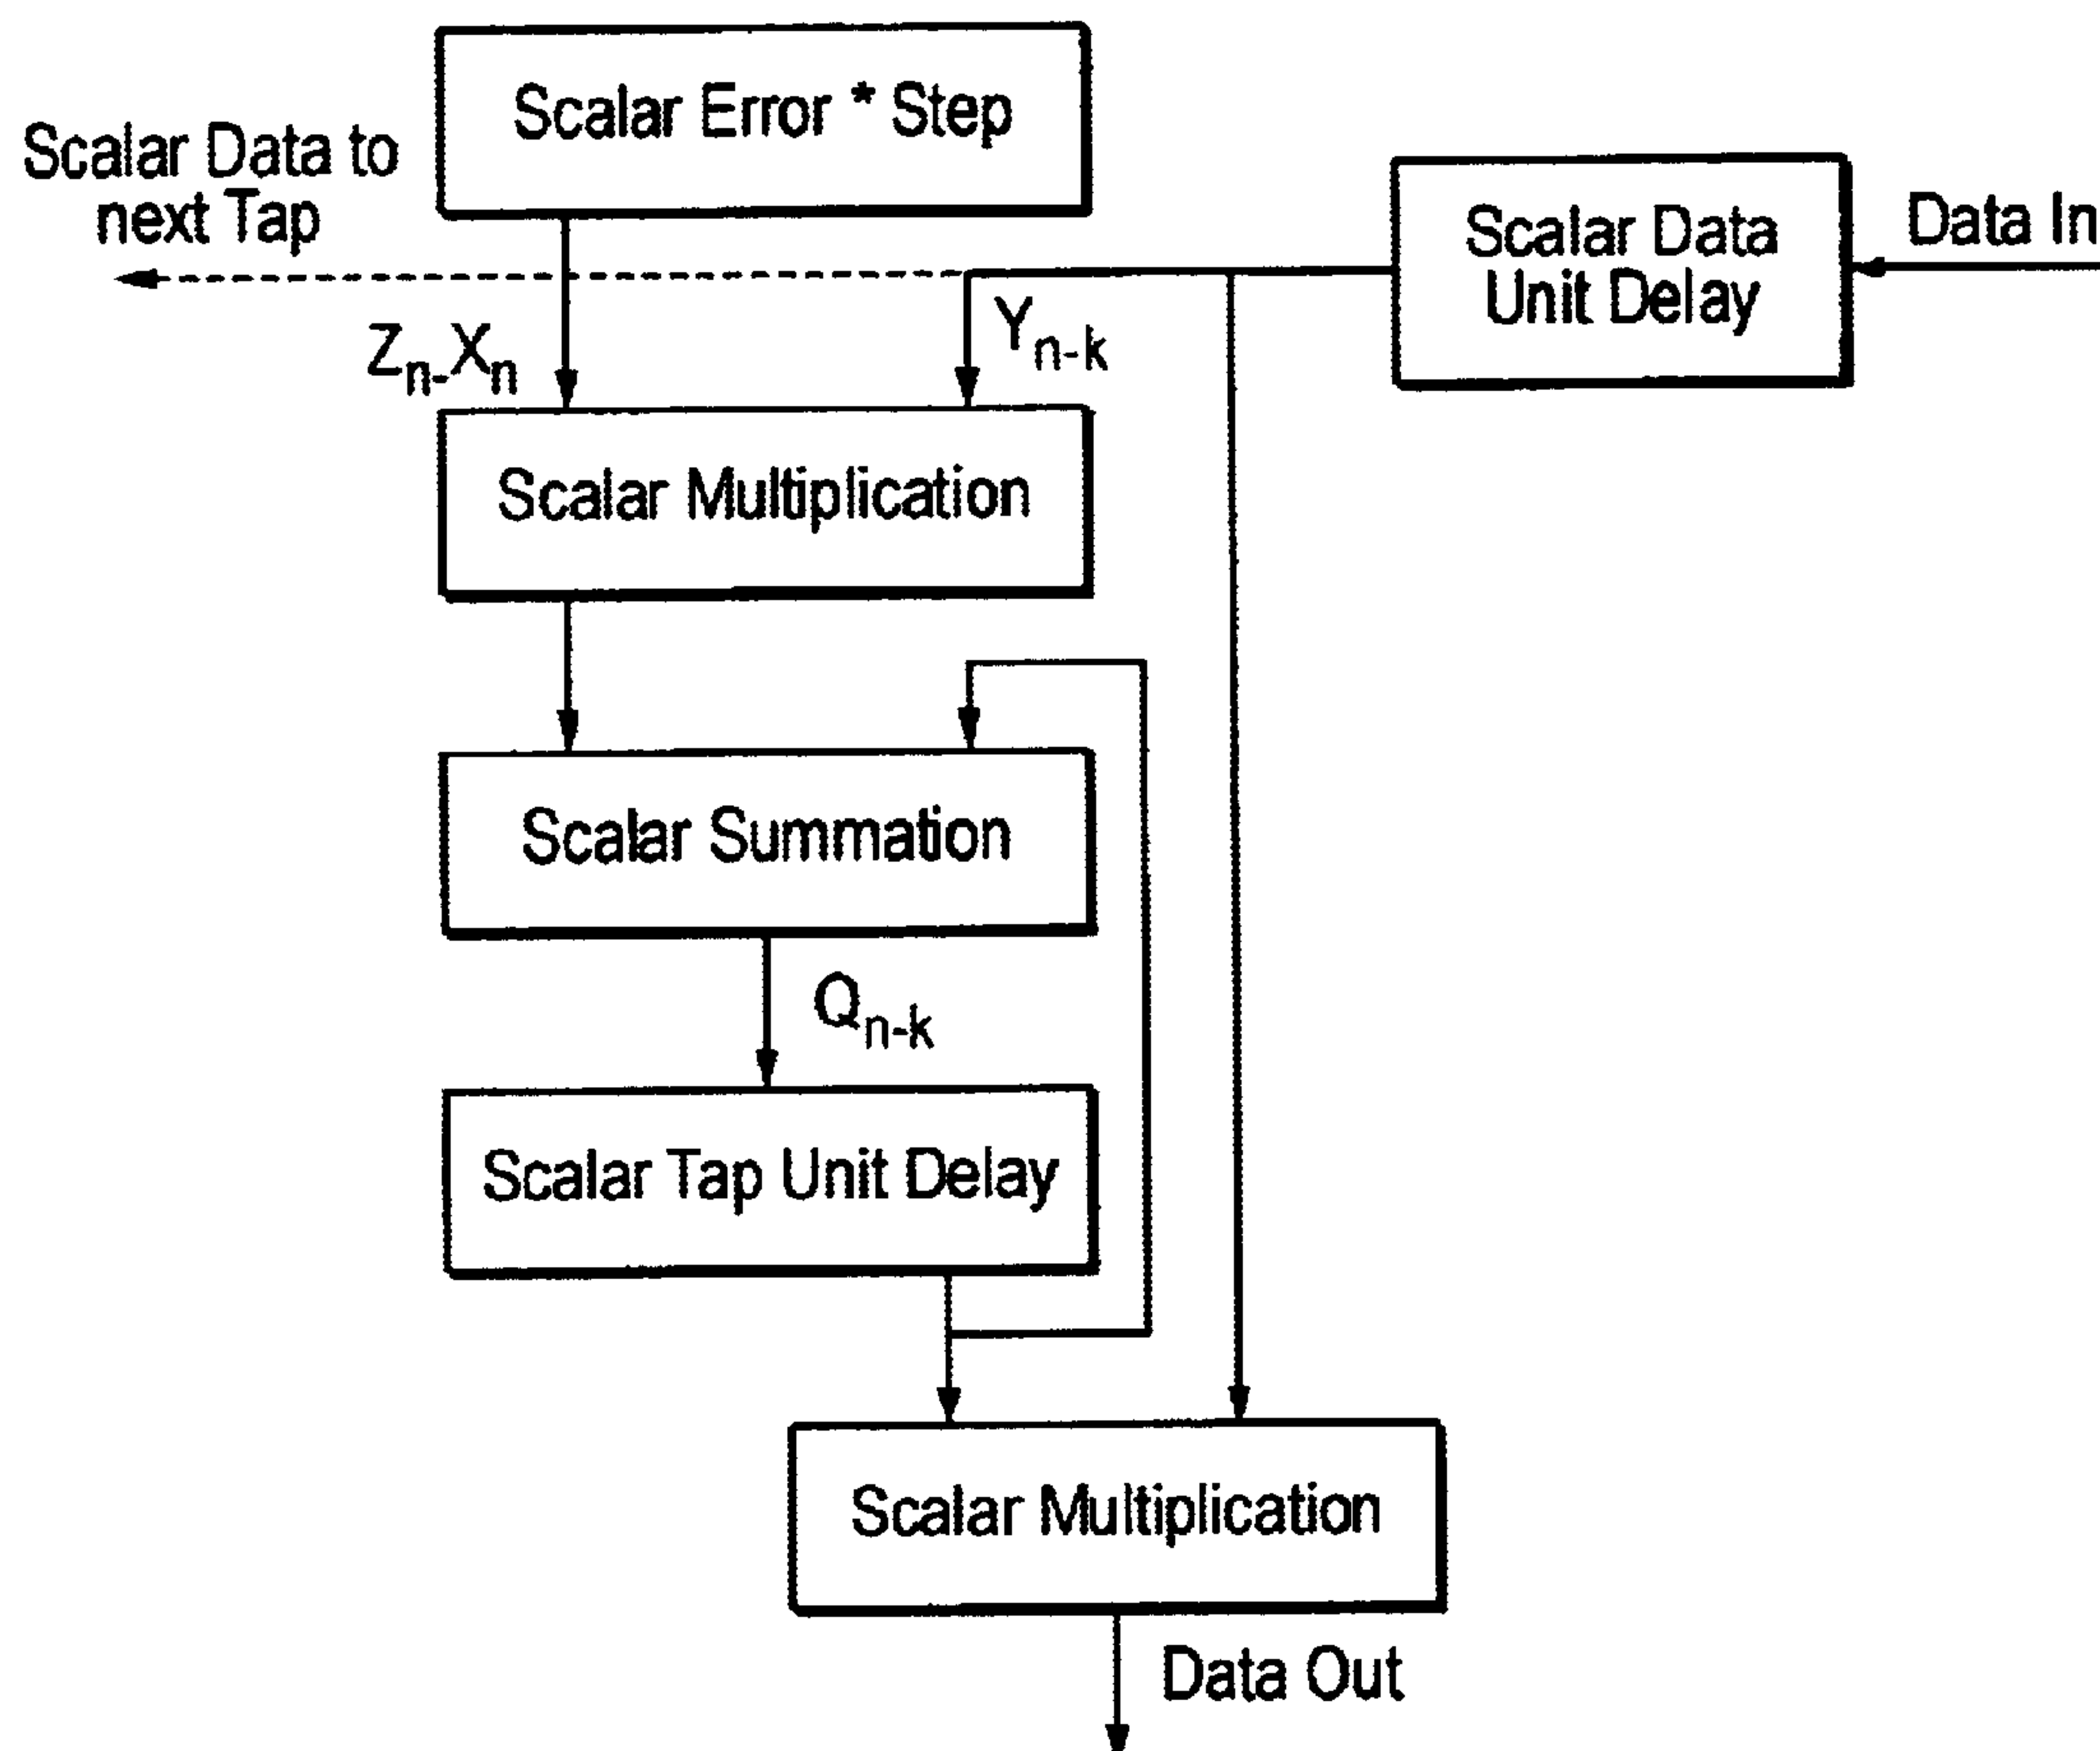 Scalar Error * Step
Scalar Data to
next Tap
Scalar Data
Unit Delay
Data In
Zn-Xn
Yn-k
Scalar Multiplication
Scalar Summation
Qn-k
Scalar Tap Unit Delay
Scalar Multiplication
Data Out